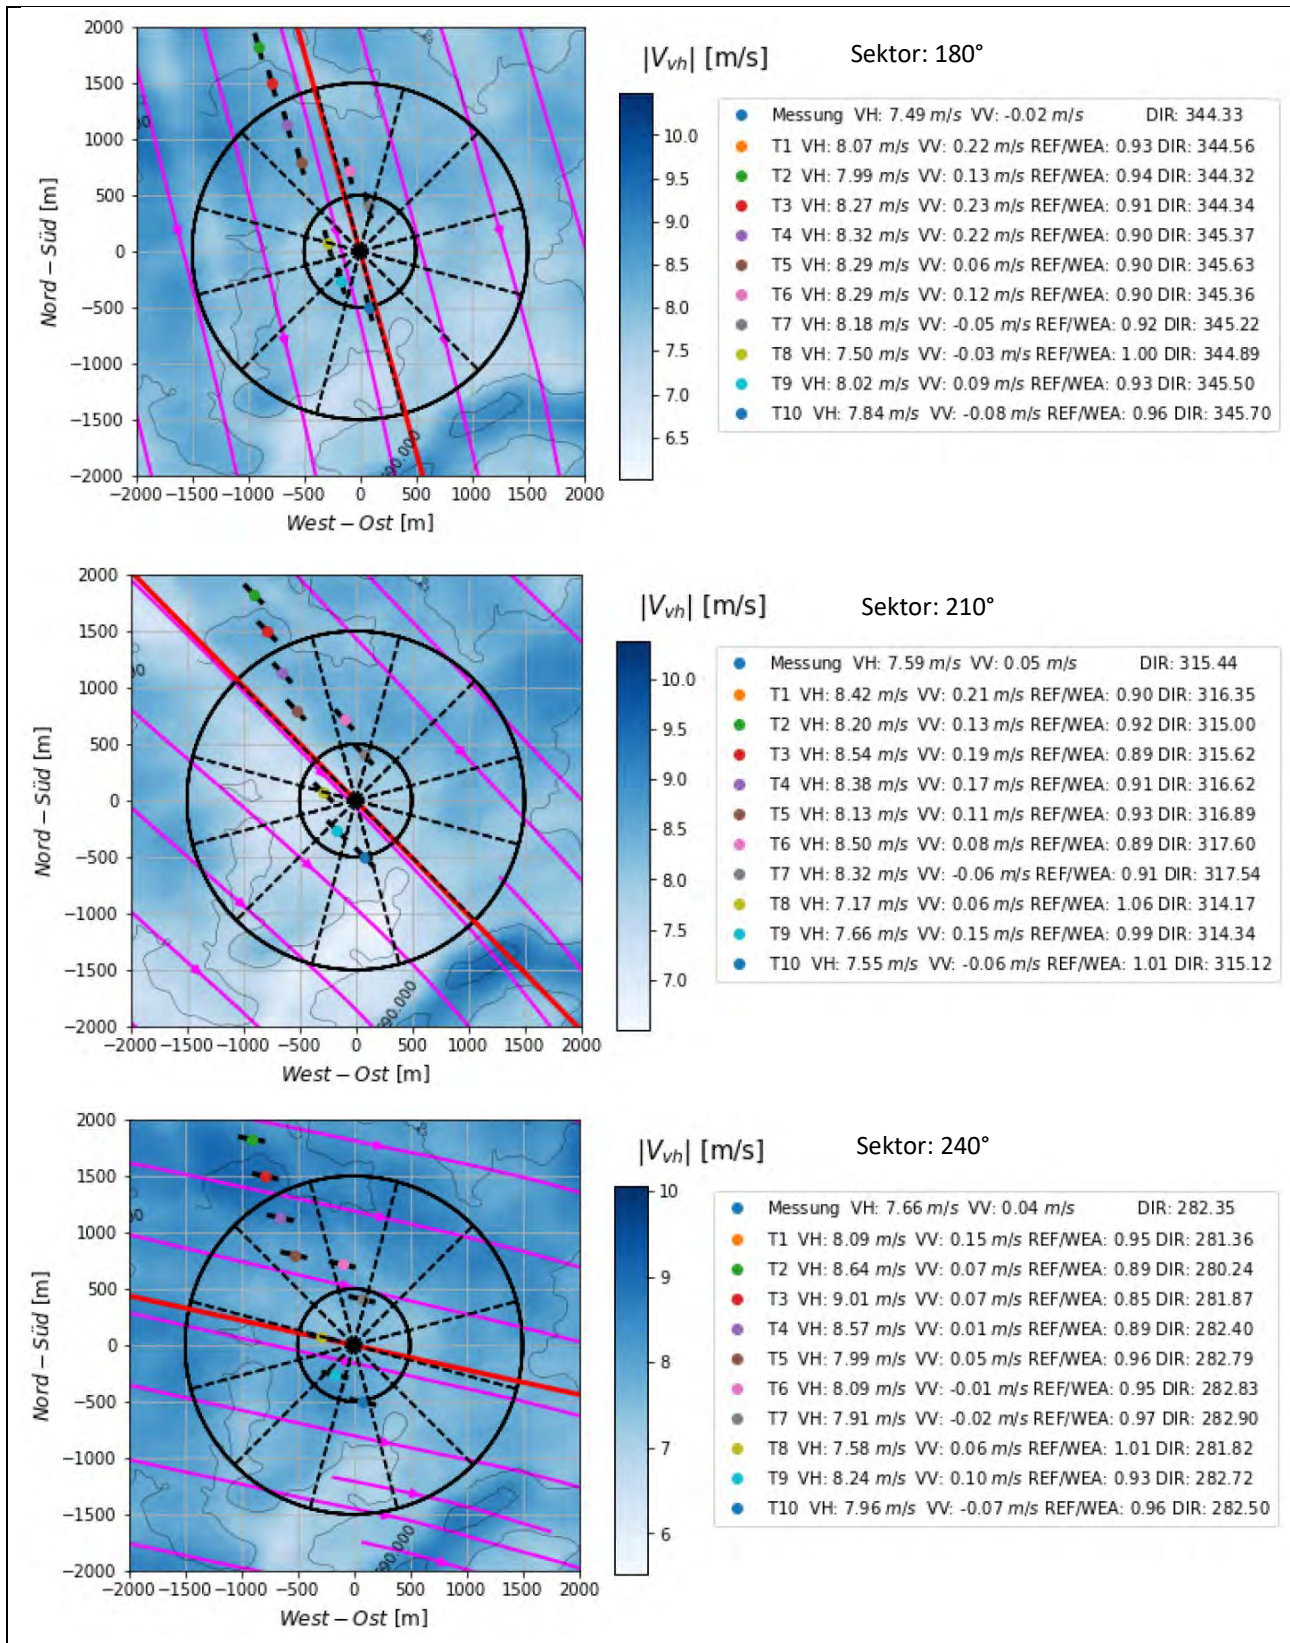 Sektor: 180°
|V_vh| [m/s]
2000
1500
1000
500
0
−500
−1000
−1500
−2000
Nord − Süd [m]
−2000 −1500 −1000 −500 0 500 1000 1500 2000
West − Ost [m]
90.000
10.0
9.5
9.0
8.5
8.0
7.5
7.0
6.5
Messung VH: 7.49 m/s VV: -0.02 m/s DIR: 344.33
T1 VH: 8.07 m/s VV: 0.22 m/s REF/WEA: 0.93 DIR: 344.56
T2 VH: 7.99 m/s VV: 0.13 m/s REF/WEA: 0.94 DIR: 344.32
T3 VH: 8.27 m/s VV: 0.23 m/s REF/WEA: 0.91 DIR: 344.34
T4 VH: 8.32 m/s VV: 0.22 m/s REF/WEA: 0.90 DIR: 345.37
T5 VH: 8.29 m/s VV: 0.06 m/s REF/WEA: 0.90 DIR: 345.63
T6 VH: 8.29 m/s VV: 0.12 m/s REF/WEA: 0.90 DIR: 345.36
T7 VH: 8.18 m/s VV: -0.05 m/s REF/WEA: 0.92 DIR: 345.22
T8 VH: 7.50 m/s VV: -0.03 m/s REF/WEA: 1.00 DIR: 344.89
T9 VH: 8.02 m/s VV: 0.09 m/s REF/WEA: 0.93 DIR: 345.50
T10 VH: 7.84 m/s VV: -0.08 m/s REF/WEA: 0.96 DIR: 345.70
Sektor: 210°
|V_vh| [m/s]
2000
1500
1000
500
0
−500
−1000
−1500
−2000
Nord − Süd [m]
−2000 −1500 −1000 −500 0 500 1000 1500 2000
West − Ost [m]
90.000
10.0
9.5
9.0
8.5
8.0
7.5
7.0
Messung VH: 7.59 m/s VV: 0.05 m/s DIR: 315.44
T1 VH: 8.42 m/s VV: 0.21 m/s REF/WEA: 0.90 DIR: 316.35
T2 VH: 8.20 m/s VV: 0.13 m/s REF/WEA: 0.92 DIR: 315.00
T3 VH: 8.54 m/s VV: 0.19 m/s REF/WEA: 0.89 DIR: 315.62
T4 VH: 8.38 m/s VV: 0.17 m/s REF/WEA: 0.91 DIR: 316.62
T5 VH: 8.13 m/s VV: 0.11 m/s REF/WEA: 0.93 DIR: 316.89
T6 VH: 8.50 m/s VV: 0.08 m/s REF/WEA: 0.89 DIR: 317.60
T7 VH: 8.32 m/s VV: -0.06 m/s REF/WEA: 0.91 DIR: 317.54
T8 VH: 7.17 m/s VV: 0.06 m/s REF/WEA: 1.06 DIR: 314.17
T9 VH: 7.66 m/s VV: 0.15 m/s REF/WEA: 0.99 DIR: 314.34
T10 VH: 7.55 m/s VV: -0.06 m/s REF/WEA: 1.01 DIR: 315.12
Sektor: 240°
|V_vh| [m/s]
2000
1500
1000
500
0
−500
−1000
−1500
−2000
Nord − Süd [m]
−2000 −1500 −1000 −500 0 500 1000 1500 2000
West − Ost [m]
90.000
10
9
8
7
6
Messung VH: 7.66 m/s VV: 0.04 m/s DIR: 282.35
T1 VH: 8.09 m/s VV: 0.15 m/s REF/WEA: 0.95 DIR: 281.36
T2 VH: 8.64 m/s VV: 0.07 m/s REF/WEA: 0.89 DIR: 280.24
T3 VH: 9.01 m/s VV: 0.07 m/s REF/WEA: 0.85 DIR: 281.87
T4 VH: 8.57 m/s VV: 0.01 m/s REF/WEA: 0.89 DIR: 282.40
T5 VH: 7.99 m/s VV: 0.05 m/s REF/WEA: 0.96 DIR: 282.79
T6 VH: 8.09 m/s VV: -0.01 m/s REF/WEA: 0.95 DIR: 282.83
T7 VH: 7.91 m/s VV: -0.02 m/s REF/WEA: 0.97 DIR: 282.90
T8 VH: 7.58 m/s VV: 0.06 m/s REF/WEA: 1.01 DIR: 281.82
T9 VH: 8.24 m/s VV: 0.10 m/s REF/WEA: 0.93 DIR: 282.72
T10 VH: 7.96 m/s VV: -0.07 m/s REF/WEA: 0.96 DIR: 282.50